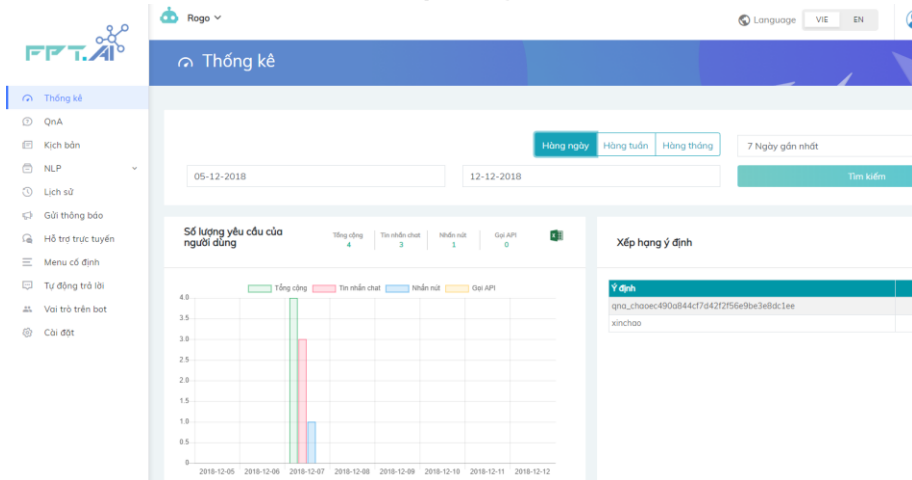 Rogo
Language VIE EN
FPT.AI
Thống kê
Thống kê
QnA
Kịch bản
NLP
Lịch sử
Gửi thông báo
Hỗ trợ trực tuyến
Menu cố định
Tự động trả lời
Vai trò trên bot
Cài đặt
Hàng ngày Hàng tuần Hàng tháng 7 Ngày gần nhất
05-12-2018 12-12-2018 Tìm kiếm
Số lượng yêu cầu của
người dùng
Tổng cộng Tin nhắn chat Nhấn nút Gọi API
4 3 1 0
Tổng cộng Tin nhắn chat Nhấn nút Gọi API
4.0
3.5
3.0
2.5
2.0
1.5
1.0
0.5
0
2018-12-05 2018-12-06 2018-12-07 2018-12-08 2018-12-09 2018-12-10 2018-12-11 2018-12-12
Xếp hạng ý định
Ý định
qna_chaoec490a844cf7d42f2f56e9be3e8dc1ee
xinchao